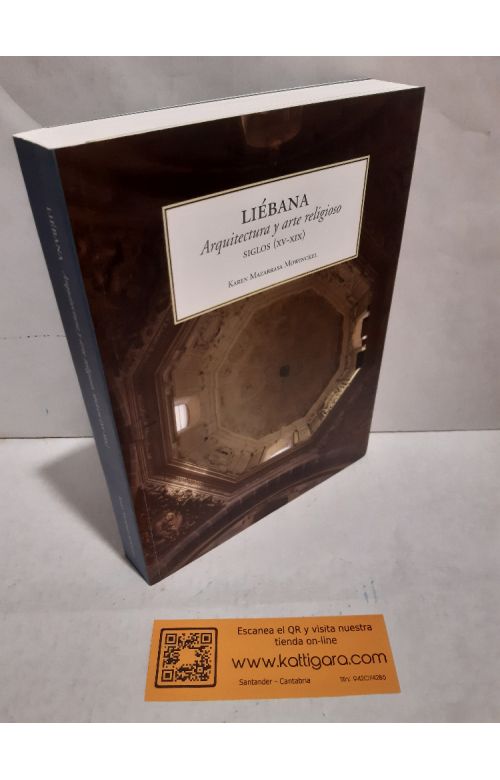 LIÉBANA
Arquitectura y arte religioso
SIGLOS (XV-XIX)
KAREN MAZARRASA MOWINCKEL
LIÉBANA
Escanea el QR y visita nuestra
tienda on-line
www.kattigara.com
Santander - Cantabria